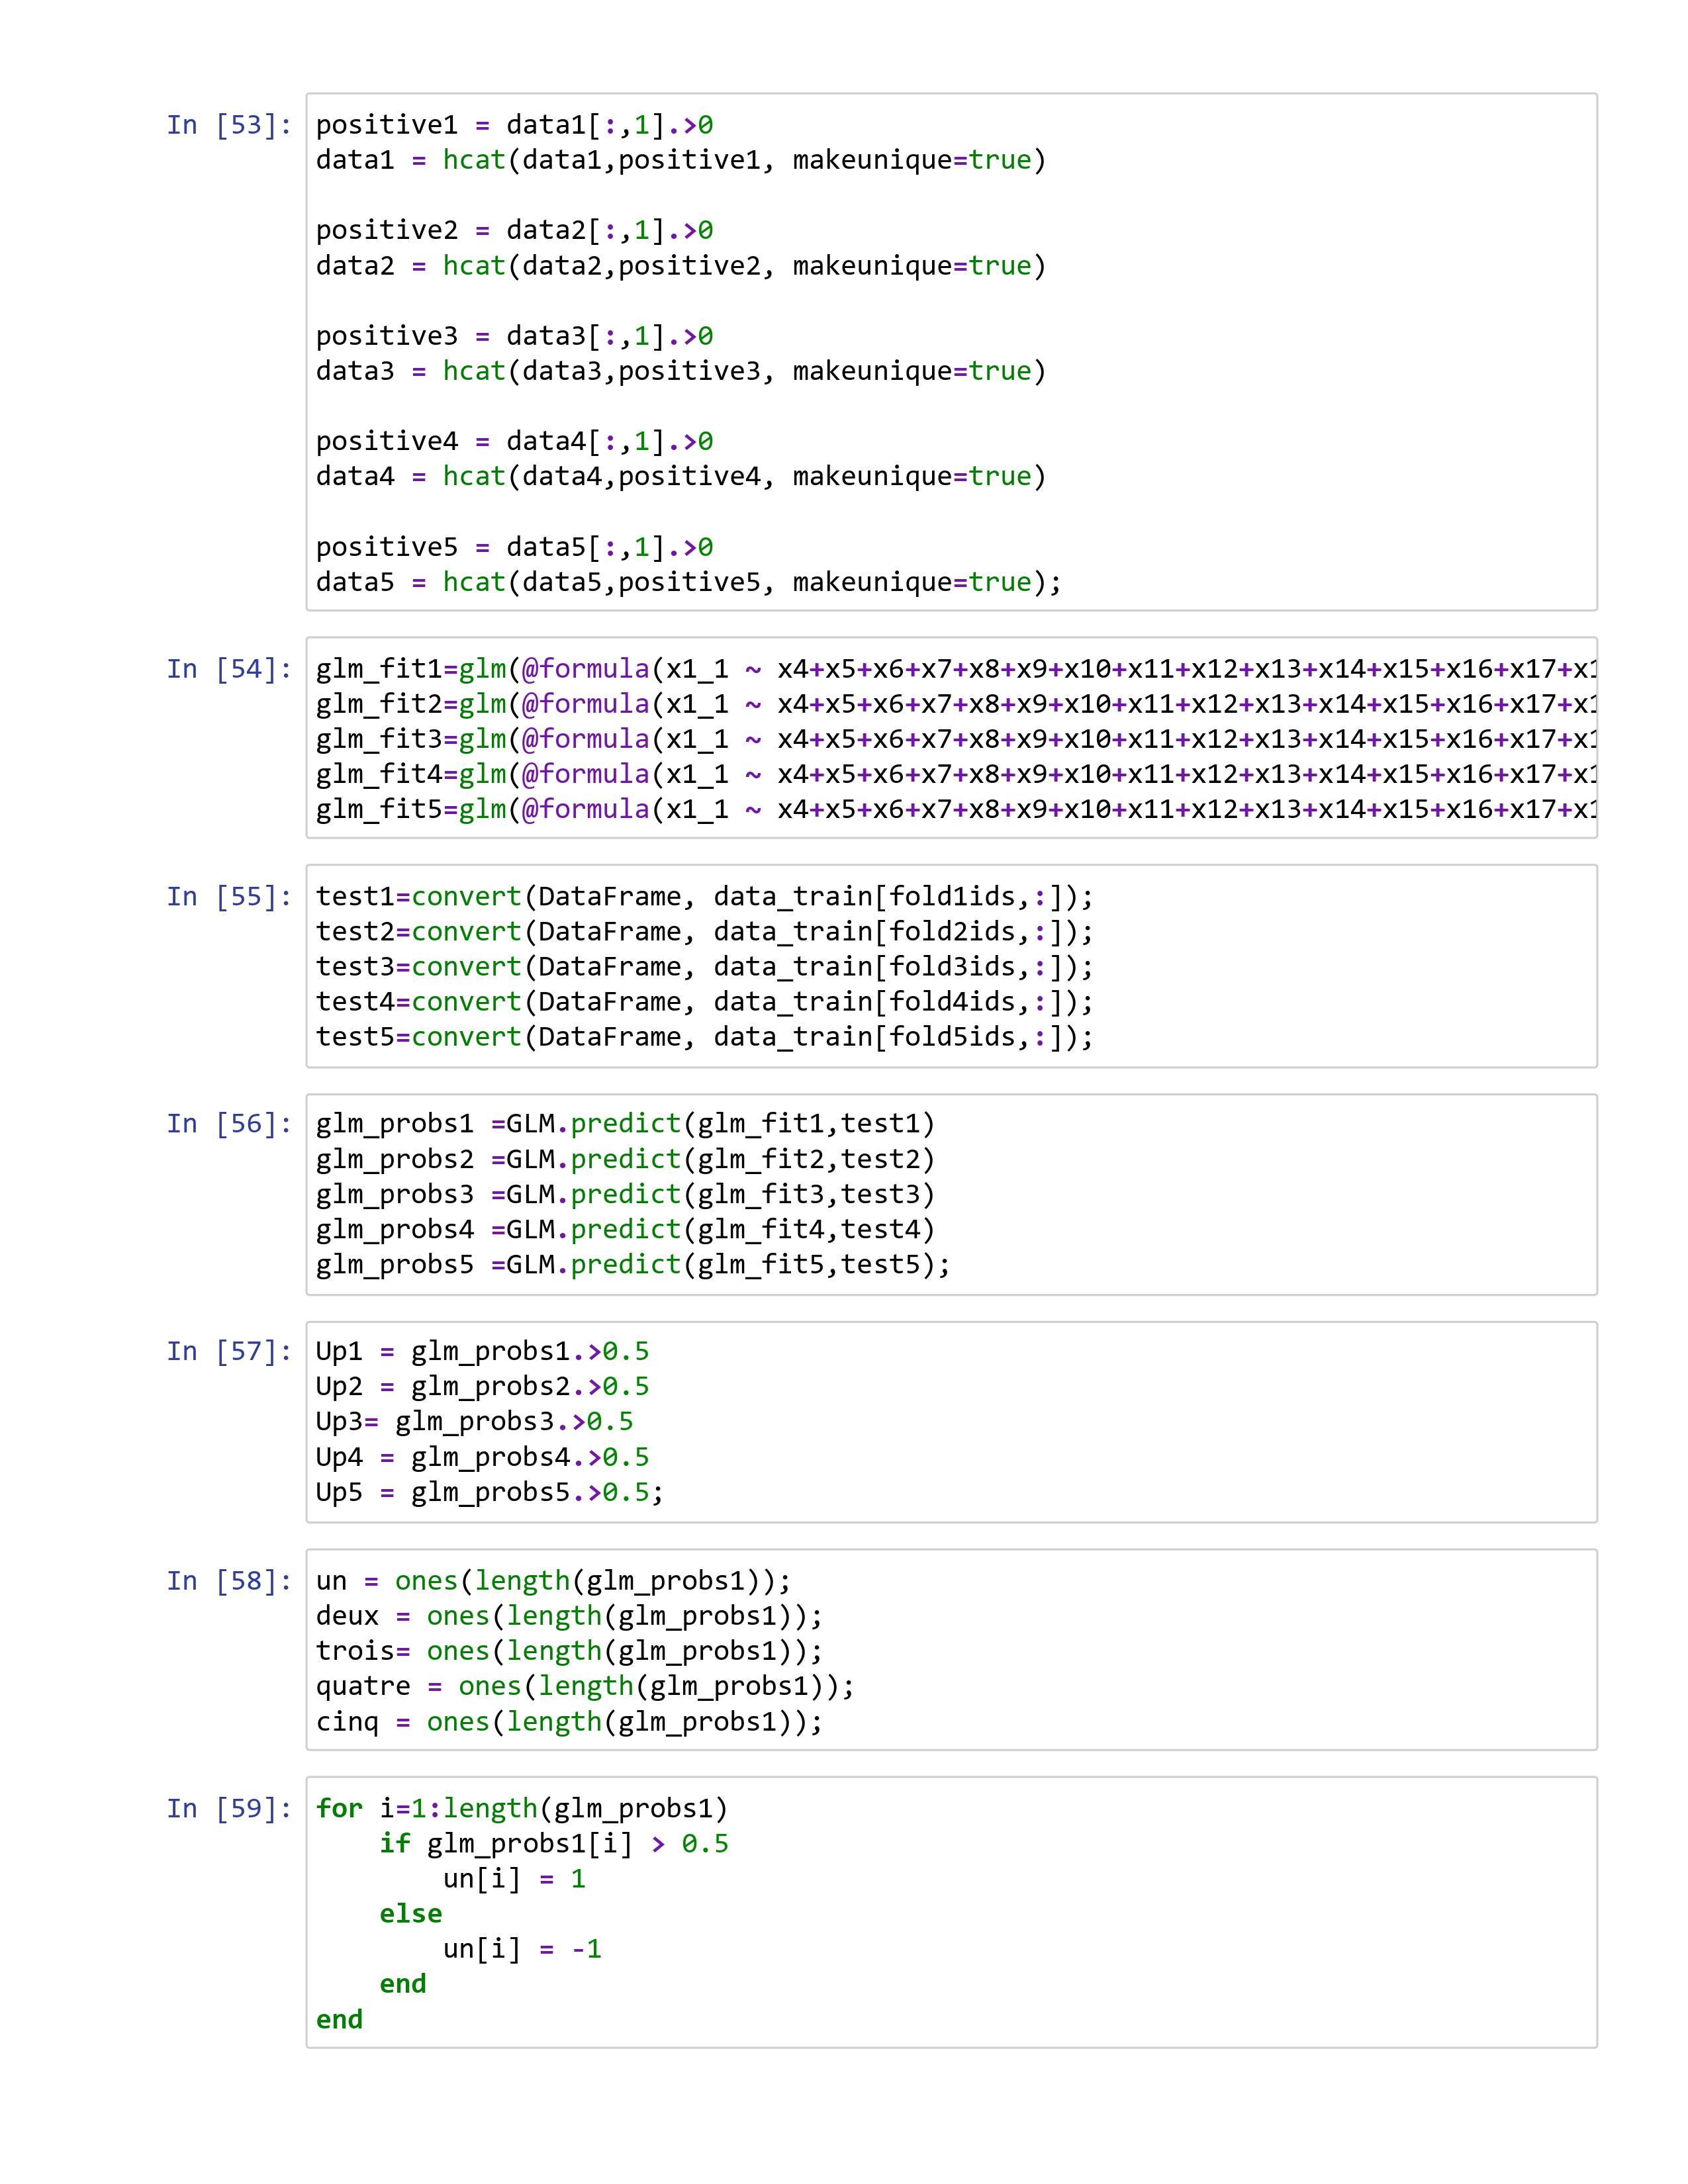 In [53]: positive1 = data1[:,1].>0
data1 = hcat(data1,positive1, makeunique=true)
positive2 = data2[:,1].>0
data2 = hcat(data2,positive2, makeunique=true)
positive3 = data3[:,1].>0
data3 = hcat(data3,positive3, makeunique=true)
positive4 = data4[:,1].>0
data4 = hcat(data4,positive4, makeunique=true)
positive5 = data5[:,1].>0
data5 = hcat(data5,positive5, makeunique=true);
In [54]: glm_fit1=glm(@formula(x1_1 ~ x4+x5+x6+x7+x8+x9+x10+x11+x12+x13+x14+x15+x16+x17+x1
glm_fit2=glm(@formula(x1_1 ~ x4+x5+x6+x7+x8+x9+x10+x11+x12+x13+x14+x15+x16+x17+x1
glm_fit3=glm(@formula(x1_1 ~ x4+x5+x6+x7+x8+x9+x10+x11+x12+x13+x14+x15+x16+x17+x1
glm_fit4=glm(@formula(x1_1 ~ x4+x5+x6+x7+x8+x9+x10+x11+x12+x13+x14+x15+x16+x17+x1
glm_fit5=glm(@formula(x1_1 ~ x4+x5+x6+x7+x8+x9+x10+x11+x12+x13+x14+x15+x16+x17+x1
In [55]: test1=convert(DataFrame, data_train[fold1ids,:]);
test2=convert(DataFrame, data_train[fold2ids,:]);
test3=convert(DataFrame, data_train[fold3ids,:]);
test4=convert(DataFrame, data_train[fold4ids,:]);
test5=convert(DataFrame, data_train[fold5ids,:]);
In [56]: glm_probs1 =GLM.predict(glm_fit1,test1)
glm_probs2 =GLM.predict(glm_fit2,test2)
glm_probs3 =GLM.predict(glm_fit3,test3)
glm_probs4 =GLM.predict(glm_fit4,test4)
glm_probs5 =GLM.predict(glm_fit5,test5);
In [57]: Up1 = glm_probs1.>0.5
Up2 = glm_probs2.>0.5
Up3= glm_probs3.>0.5
Up4 = glm_probs4.>0.5
Up5 = glm_probs5.>0.5;
In [58]: un = ones(length(glm_probs1));
deux = ones(length(glm_probs1));
trois= ones(length(glm_probs1));
quatre = ones(length(glm_probs1));
cinq = ones(length(glm_probs1));
In [59]: for i=1:length(glm_probs1)
    if glm_probs1[i] > 0.5
        un[i] = 1
    else
        un[i] = -1
    end
end